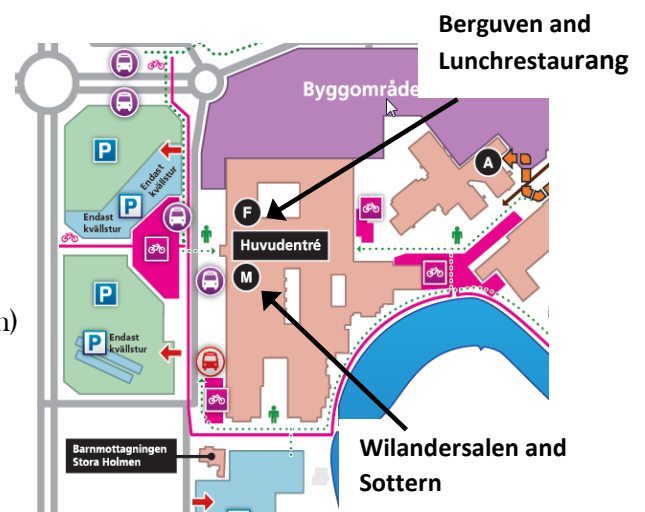 Berguven and
Lunchrestaurang
Byggområde
P
Endast
kvällstur
P
Endast
kvällstur
A
F
Huvudentré
M
P
P
Endast
kvällstur
Barnmottagningen
Stora Holmen
Wilandersalen and
Sottern